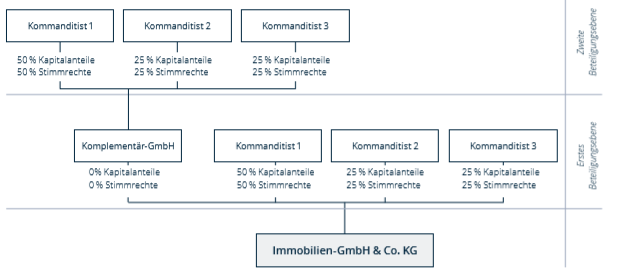 Kommanditist 1
Kommanditist 2
Kommanditist 3
50 % Kapitalanteile
50 % Stimmrechte
25 % Kapitalanteile
25 % Stimmrechte
25 % Kapitalanteile
25 % Stimmrechte
Zweite
Beteiligungsebene
Komplementär-GmbH
Kommanditist 1
Kommanditist 2
Kommanditist 3
0% Kapitalanteile
0 % Stimmrechte
50 % Kapitalanteile
50 % Stimmrechte
25 % Kapitalanteile
25 % Stimmrechte
25 % Kapitalanteile
25 % Stimmrechte
Erstes
Beteiligungsebene
Immobilien-GmbH & Co. KG